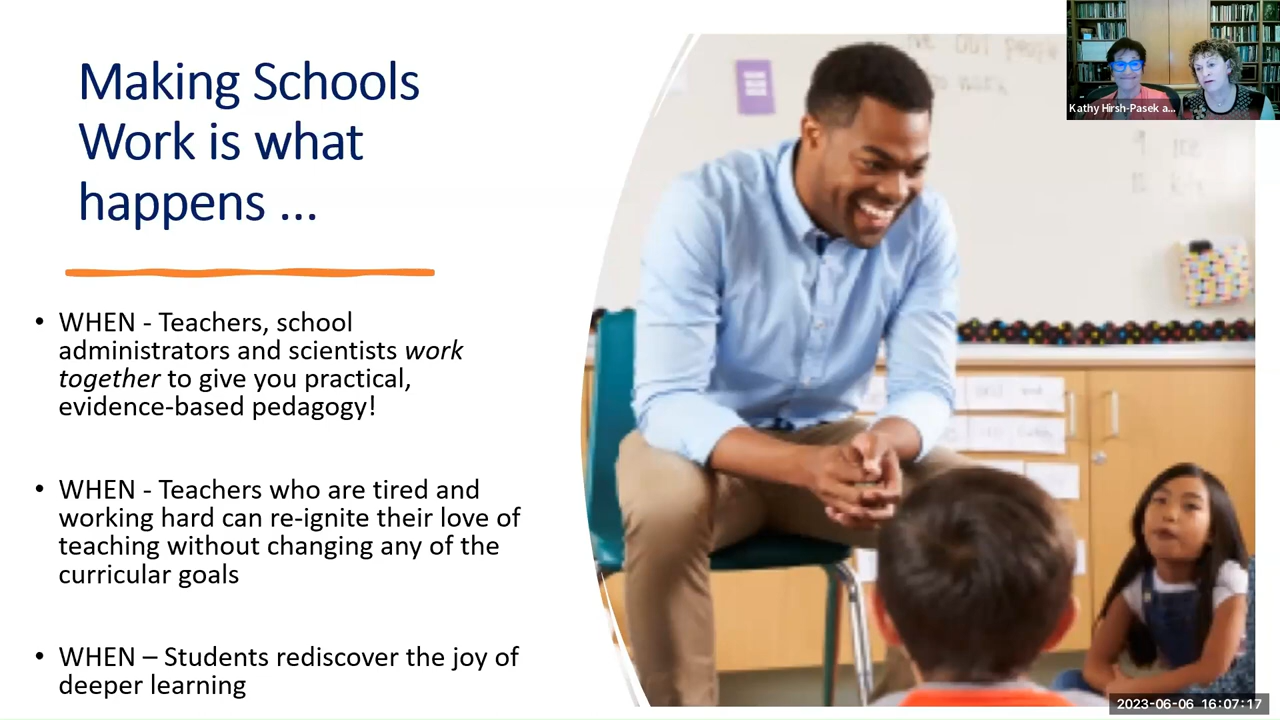 Making Schools
Work is what
happens ...
• WHEN - Teachers, school
administrators and scientists work
together to give you practical,
evidence-based pedagogy!
• WHEN - Teachers who are tired and
working hard can re-ignite their love of
teaching without changing any of the
curricular goals
• WHEN – Students rediscover the joy of
deeper learning
Kathy Hirsh-Pasek a...
2023-06-06 16:07:17